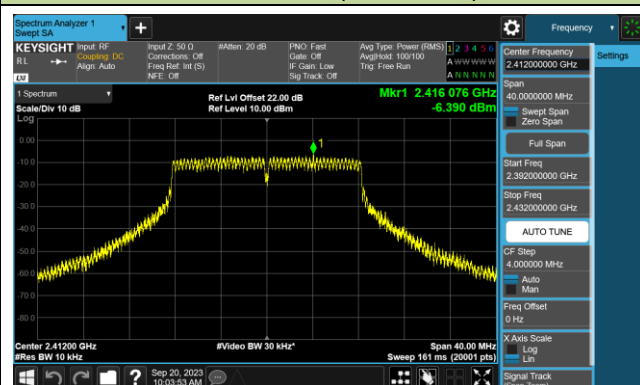 Spectrum Analyzer 1
Swept SA
Frequency
KEYSIGHT
RL
LXI
Input: RF
Coupling: DC
Align: Auto
Input Z: 50 Ω
Corrections: Off
Freq Ref: Int (S)
NFE: Off
#Atten: 20 dB
PNO: Fast
Gate: Off
IF Gain: Low
Sig Track: Off
Avg Type: Power (RMS)
Avg|Hold: 100/100
Trig: Free Run
1 2 3 4 5 6
A W W W W W
A N N N N N
Center Frequency
2.412000000 GHz
Settings
Span
40.0000000 MHz
Swept Span
Zero Span
Full Span
Start Freq
2.392000000 GHz
Stop Freq
2.432000000 GHz
AUTO TUNE
CF Step
4.000000 MHz
Auto
Man
Freq Offset
0 Hz
X Axis Scale
Log
Lin
Signal Track
1 Spectrum
Scale/Div 10 dB
Log
Ref Lvl Offset 22.00 dB
Ref Level 10.00 dBm
Mkr1 2.416 076 GHz
-6.390 dBm
1
0.00
-10.0
-20.0
-30.0
-40.0
-50.0
-60.0
-70.0
-80.0
Center 2.41200 GHz
#Res BW 10 kHz
#Video BW 30 kHz*
Span 40.00 MHz
Sweep 161 ms (20001 pts)
?
Sep 20, 2023
10:03:53 AM